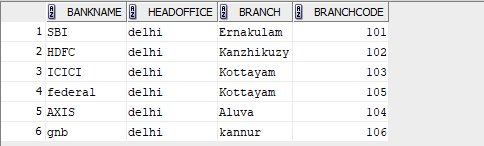 BANKNAME HEADOFFICE BRANCH BRANCHCODE
1 SBI delhi Ernakulam 101
2 HDFC delhi Kanzhikuzy 102
3 ICICI delhi Kottayam 103
4 federal delhi Kottayam 105
5 AXIS delhi Aluva 104
6 gnb delhi kannur 106